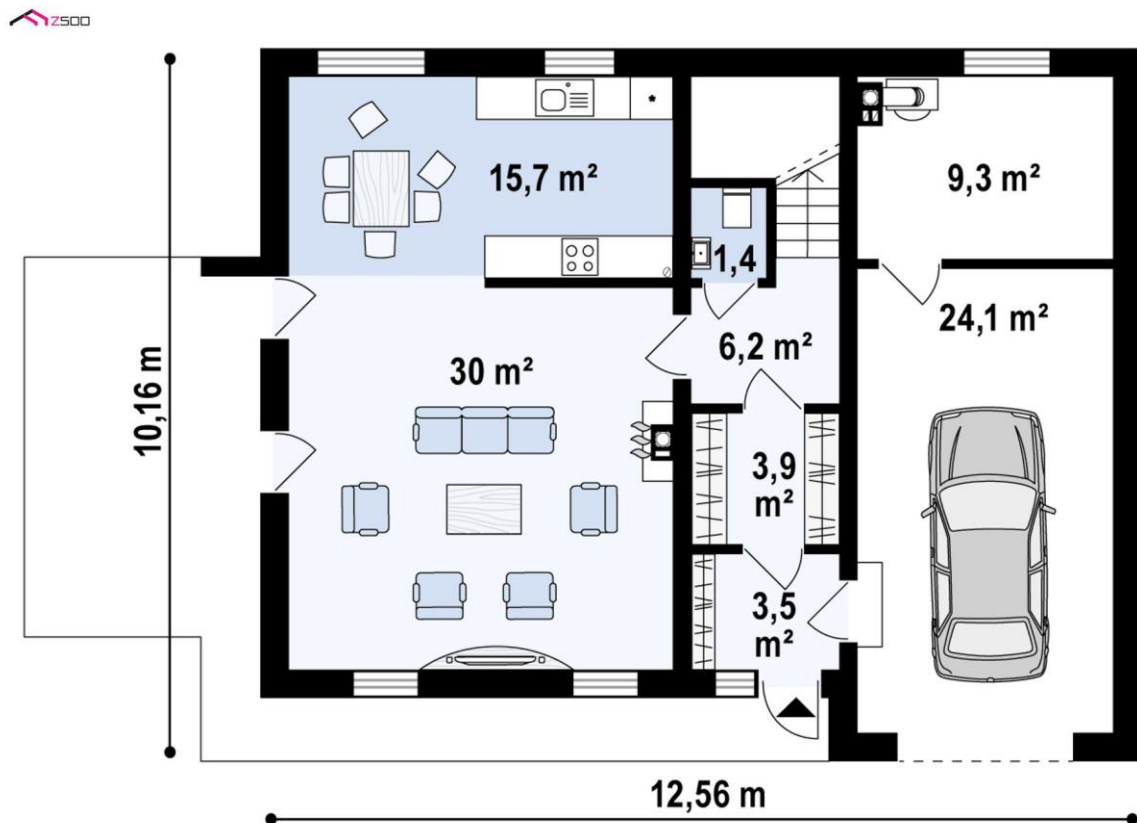 Z500
15,7 m²
9,3 m²
1,4
24,1 m²
6,2 m²
30 m²
10,16 m
3,9
m²
3,5
m²
12,56 m